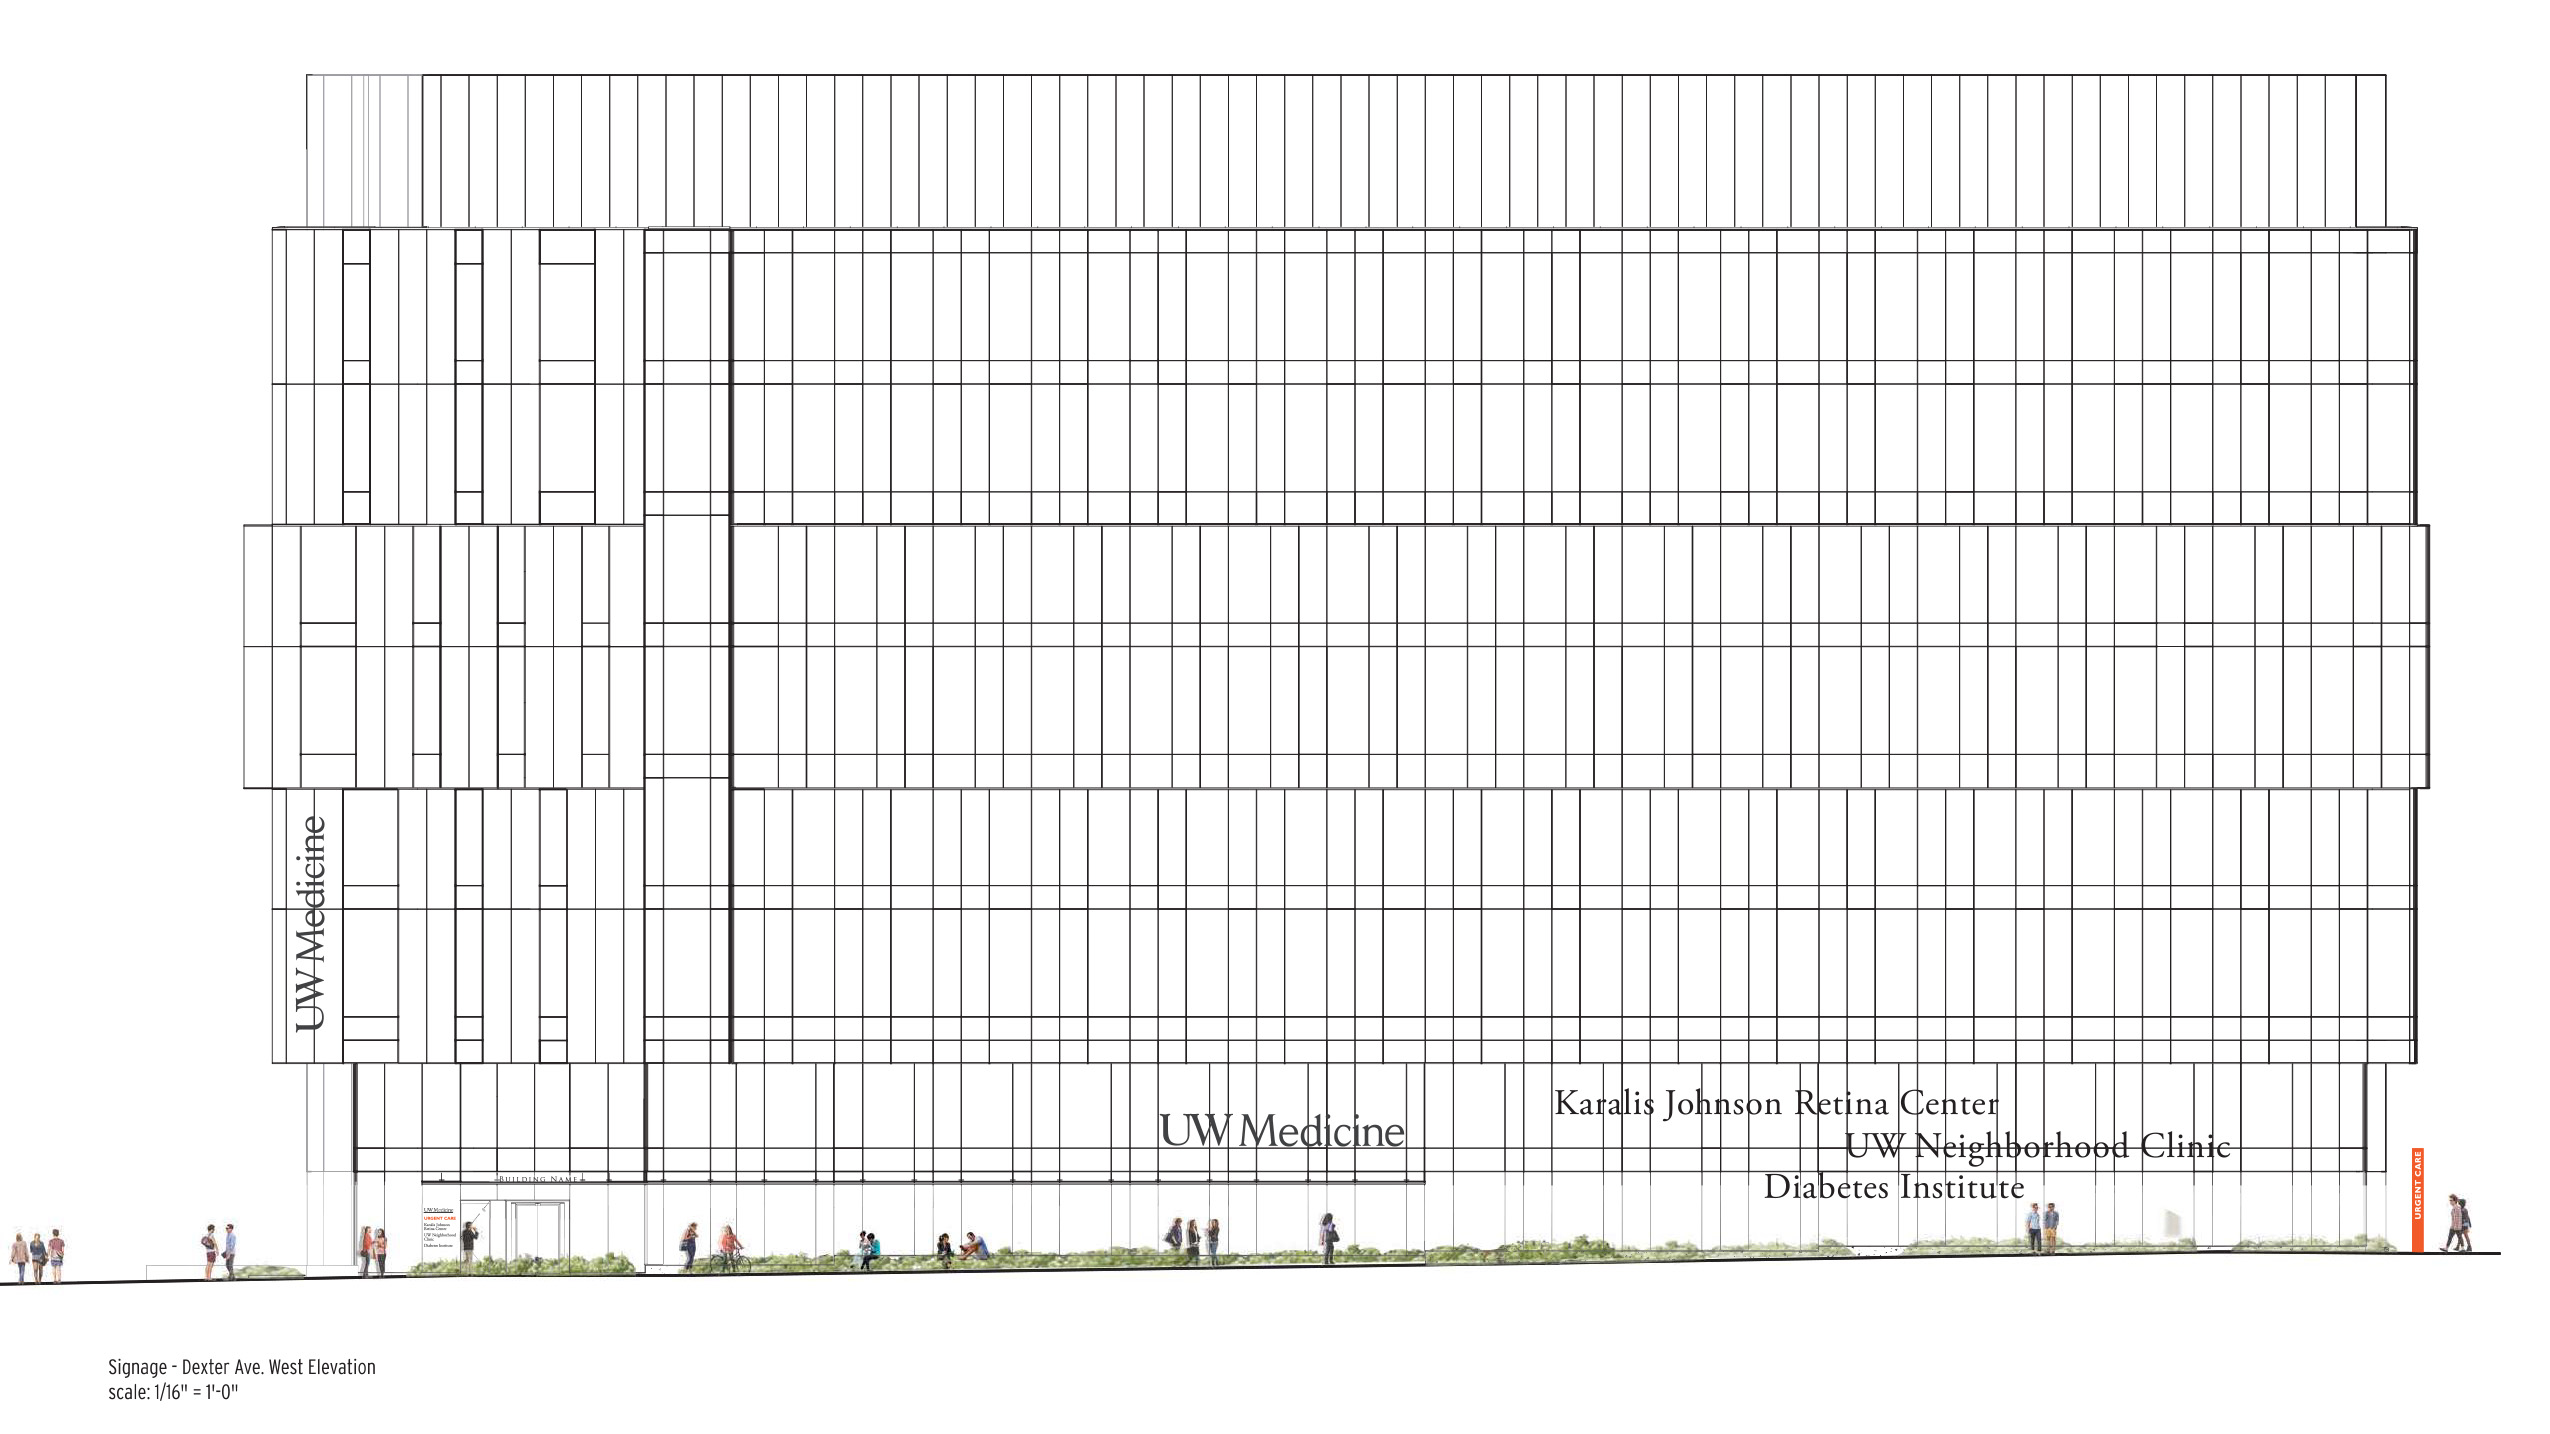 UW Medicine
UW Medicine
Karalis Johnson Retina Center
UW Neighborhood Clinic
Diabetes Institute
BUILDING NAME
UW Medicine
URGENT CARE
Karalis Johnson
Retina Center
UW Neighborhood
Clinic
Diabetes Institute
URGENT CARE
Signage - Dexter Ave. West Elevation
scale: 1/16" = 1'-0"